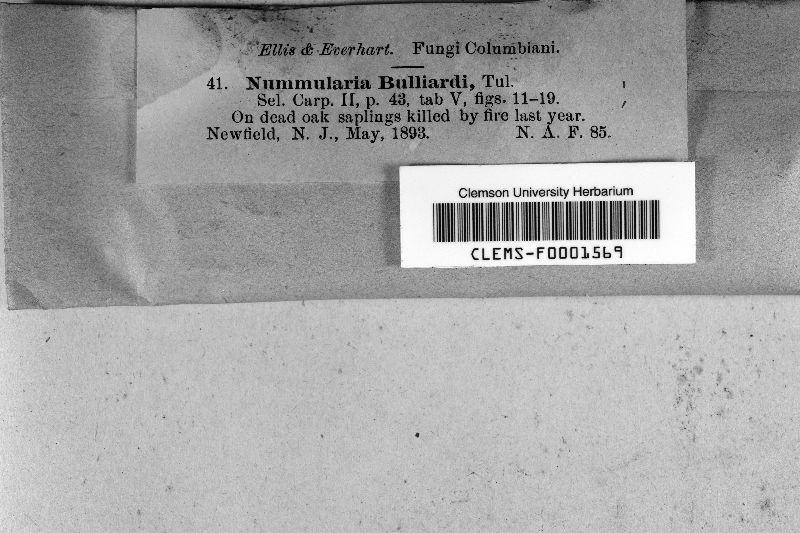 Ellis & Everhart. Fungi Columbiani.
41. Nummularia Bulliardi, Tul.
Sel. Carp. II, p. 43, tab V, figs. 11–19.
On dead oak saplings killed by fire last year.
Newfield, N. J., May, 1893. N. A. F. 85.
Clemson University Herbarium
CLEMS-F0001569